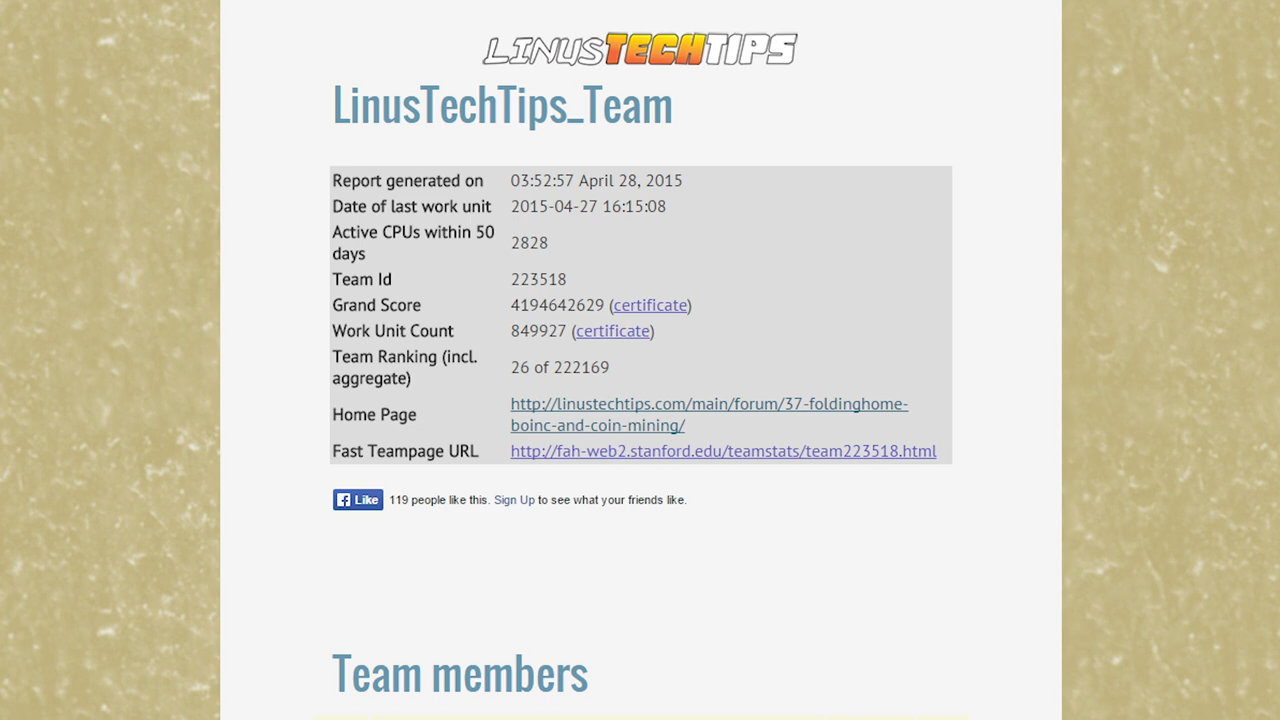 LINUSTECHTIPS
LinusTechTips_Team
Report generated on 03:52:57 April 28, 2015
Date of last work unit 2015-04-27 16:15:08
Active CPUs within 50
days
2828
Team Id 223518
Grand Score 4194642629 (certificate)
Work Unit Count 849927 (certificate)
Team Ranking (incl.
aggregate)
26 of 222169
Home Page
http://linustechtips.com/main/forum/37-foldinghome-
boinc-and-coin-mining/
Fast Teampage URL http://fah-web2.stanford.edu/teamstats/team223518.html
Like 119 people like this. Sign Up to see what your friends like.
Team members